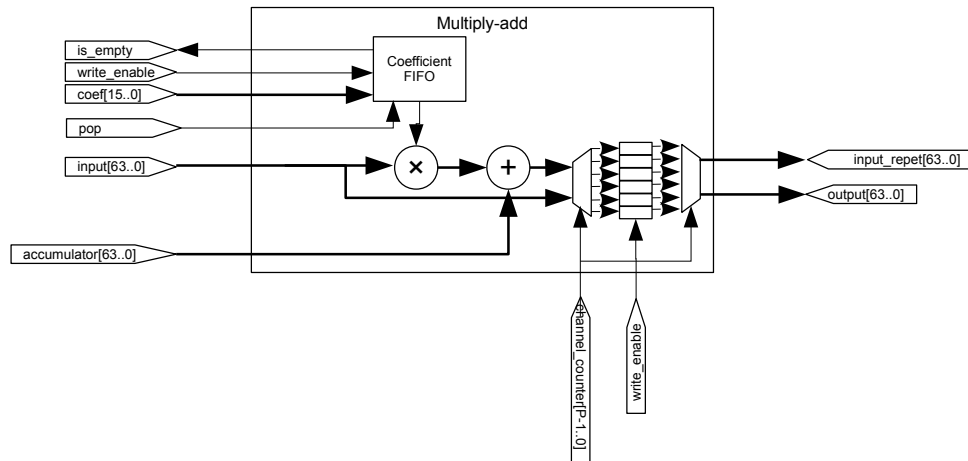 Multiply-add
is_empty
Coefficient
FIFO
write_enable
coef[15..0]
pop
input[63..0]
×
+
input_repet[63..0]
output[63..0]
accumulator[63..0]
channel_counter[P-1..0]
write_enable